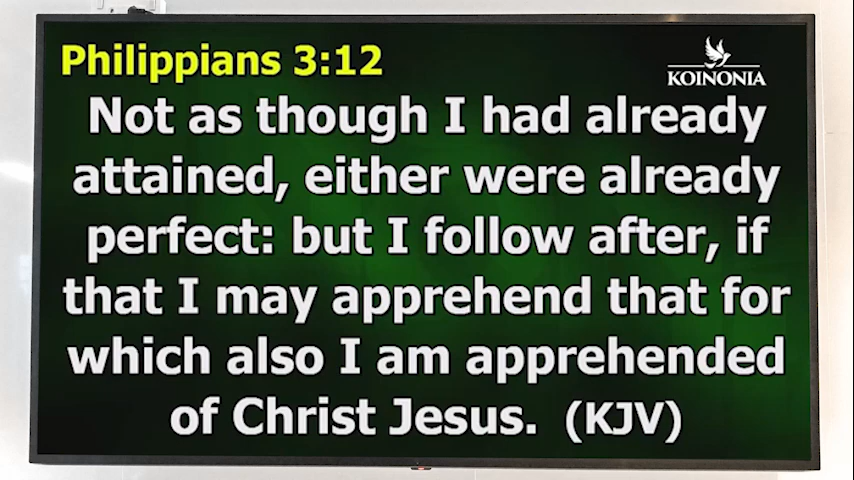 Philippians 3:12
KOINONIA
Not as though I had already
attained, either were already
perfect: but I follow after, if
that I may apprehend that for
which also I am apprehended
of Christ Jesus. (KJV)